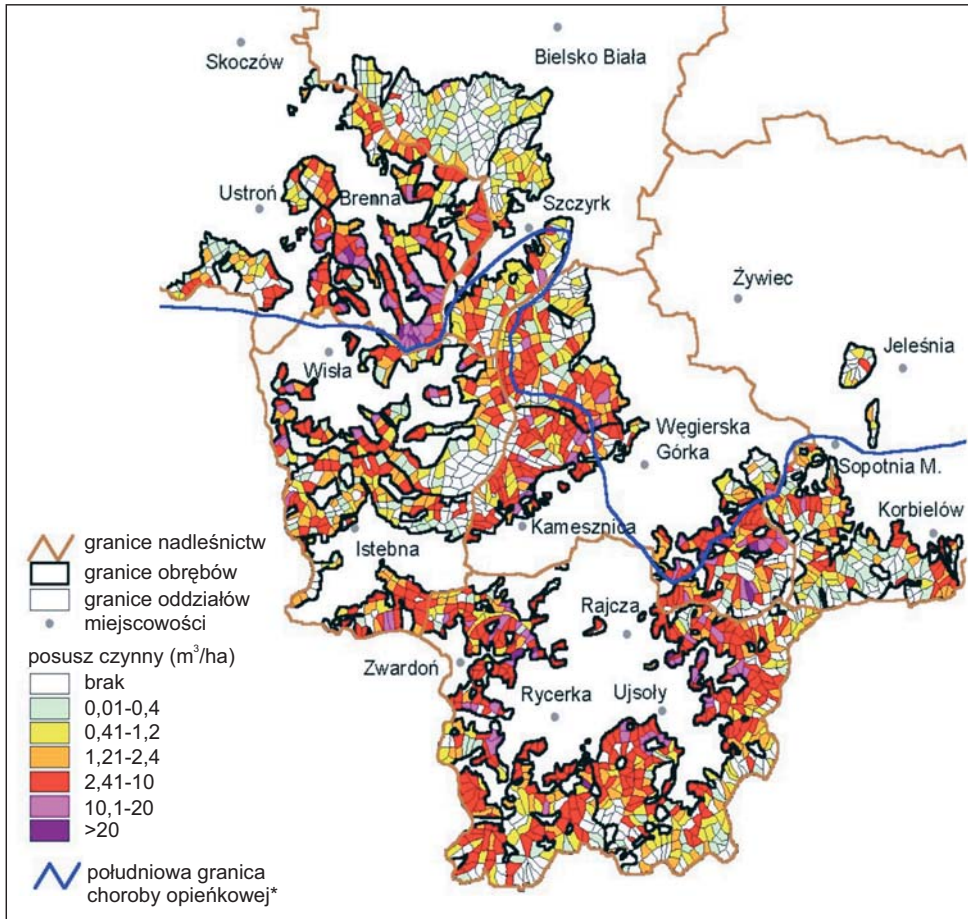 Skoczów
Bielsko Biała
Ustroń
Brenna
Szczyrk
Żywiec
Jeleśnia
Wisła
Węgierska
Górka
Sopotnia M.
Korbielów
Kamesznica
Istebna
Rajcza
Zwardoń
Rycerka
Ujsoły
granice nadleśnictw
granice obrębów
granice oddziałów
miejscowości
posusz czynny (m³/ha)
brak
0,01-0,4
0,41-1,2
1,21-2,4
2,41-10
10,1-20
>20
południowa granica
choroby opieńkowej*